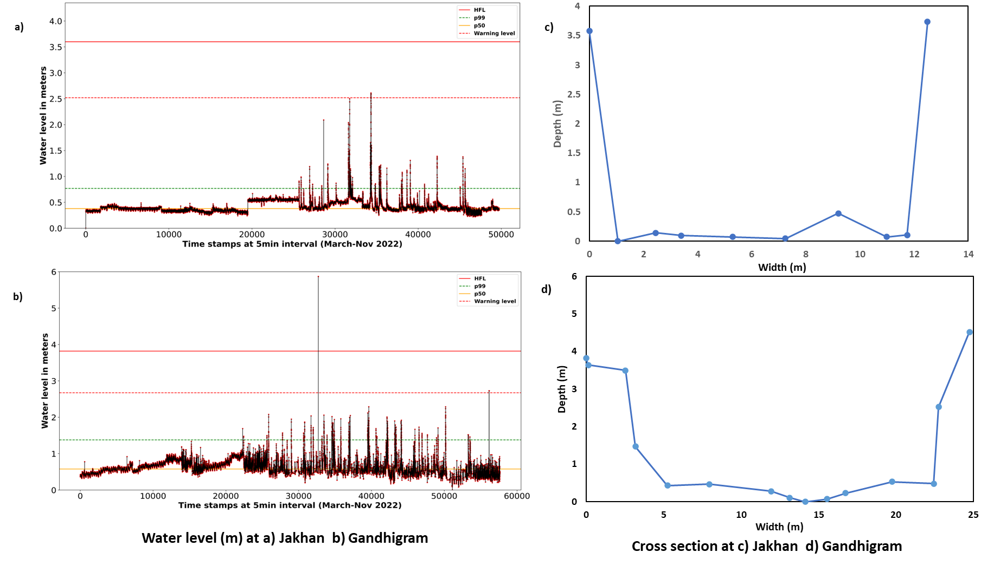 a)
HFL
p99
p50
Warning level
4.0
3.5
3.0
2.5
2.0
1.5
1.0
0.5
0.0
Water level in meters
0 10000 20000 30000 40000 50000
Time stamps at 5min interval (March-Nov 2022)
c)
4
3.5
3
2.5
2
1.5
1
0.5
0
Depth (m)
0 2 4 6 8 10 12 14
Width (m)
b)
HFL
p99
p50
Warning level
6
5
4
3
2
1
0
Water level in meters
0 10000 20000 30000 40000 50000 60000
Time stamps at 5min interval (March-Nov 2022)
d)
6
5
4
3
2
1
0
Depth (m)
0 5 10 15 20 25
Width (m)
Water level (m) at a) Jakhan b) Gandhigram
Cross section at c) Jakhan d) Gandhigram